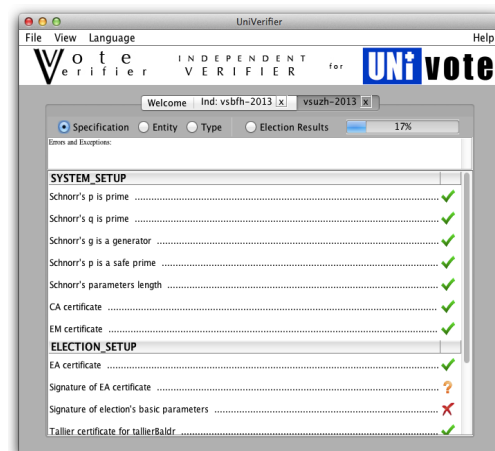 UniVerifier
File View Language Help
Vote Verifier INDEPENDENT VERIFIER for UNi vote
Welcome Ind: vsbfh-2013 x vsuzh-2013 x
Specification Entity Type Election Results 17%
Errors and Exceptions:
SYSTEM_SETUP
Schnorr's p is prime
Schnorr's q is prime
Schnorr's g is a generator
Schnorr's p is a safe prime
Schnorr's parameters length
CA certificate
EM certificate
ELECTION_SETUP
EA certificate
Signature of EA certificate ?
Signature of election's basic parameters
Tallier certificate for tallierBaldr